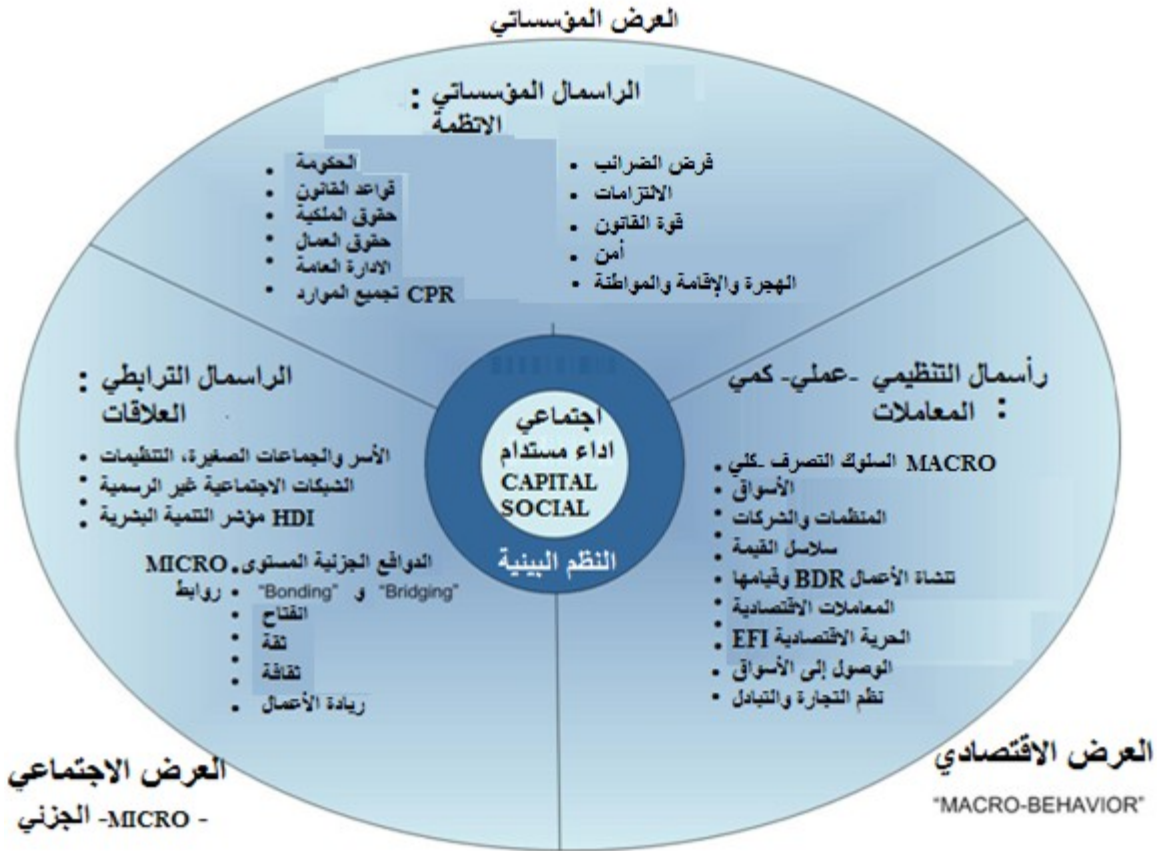 العرض المؤسساتي
الراسمال المؤسساتي :
الانظمة
• الحكومة
• قواعد القانون
• حقوق الملكية
• حقوق العمال
• الادارة العامة
• CPR تجميع الموارد
• فرض الضرائب
• الالتزامات
• قوة القانون
• أمن
• الهجرة والإقامة والمواطنة
رأسمال التنظيمي -عملي- كمي
: المعاملات
• MACRO السلوك التصرف -كلي
• الأسواق
• المنظمات والشركات
• سلاسل القيمة
• تنشاة الأعمال BDR وقيامها
• المعاملات الاقتصادية
• الحرية الاقتصادية EFI
• الوصول إلى الأسواق
• نظم التجارة والتبادل
الراسمال الترابطي :
العلاقات
• الأسر والجماعات الصغيرة، التنظيمات
• الشبكات الاجتماعية غير الرسمية
• HDI مؤشر التنمية البشرية
الدوافع الجزئية المستوى. MICRO
• روابط "Bonding" و "Bridging"
• انفتاح
• ثقة
• ثقافة
• ريادة الأعمال
اجتماعي
اداء مستدام
CAPITAL
SOCIAL
النظم البينية
العرض الاقتصادي
"MACRO-BEHAVIOR"
العرض الاجتماعي
- MICRO- الجزئي